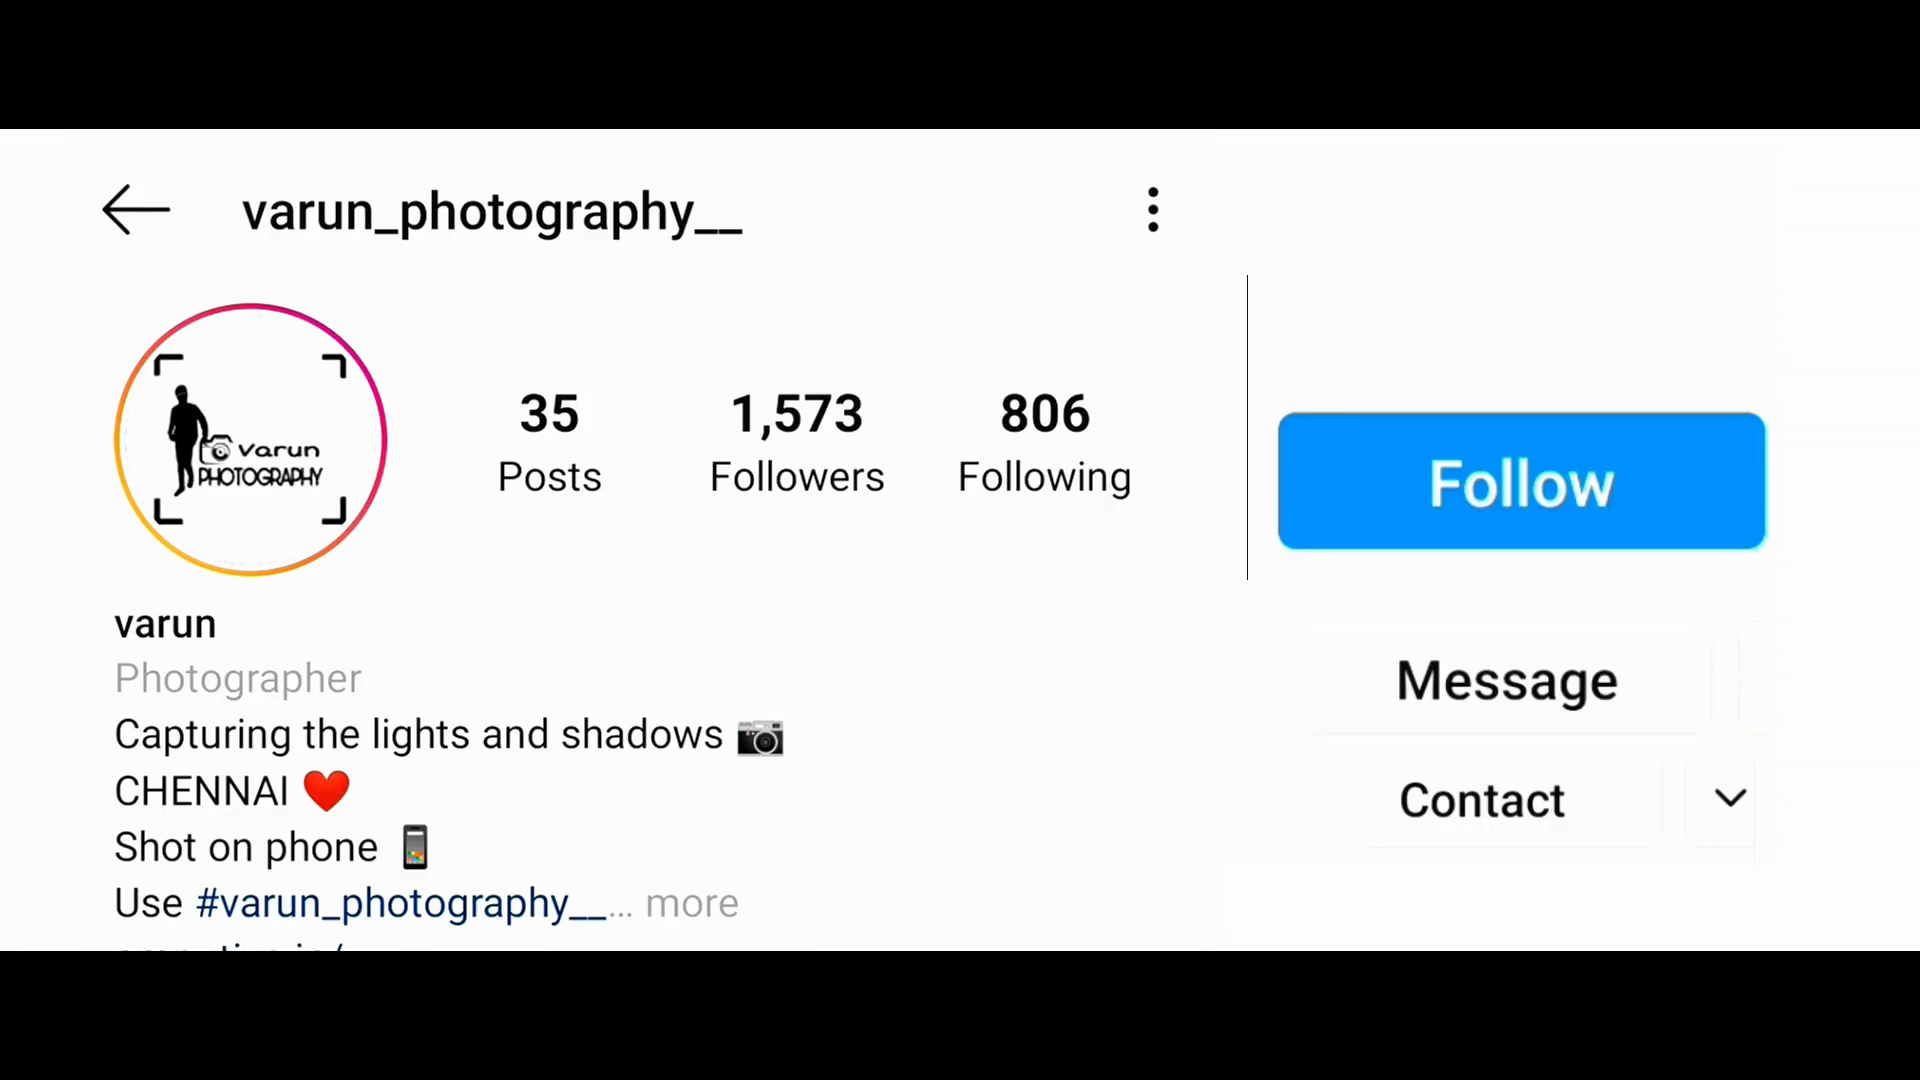 varun_photography__
varun
PHOTOGRAPHY
35
Posts
1,573
Followers
806
Following
Follow
varun
Photographer
Capturing the lights and shadows 📷
CHENNAI ❤️
Shot on phone 📱
Use #varun_photography__... more
Message
Contact